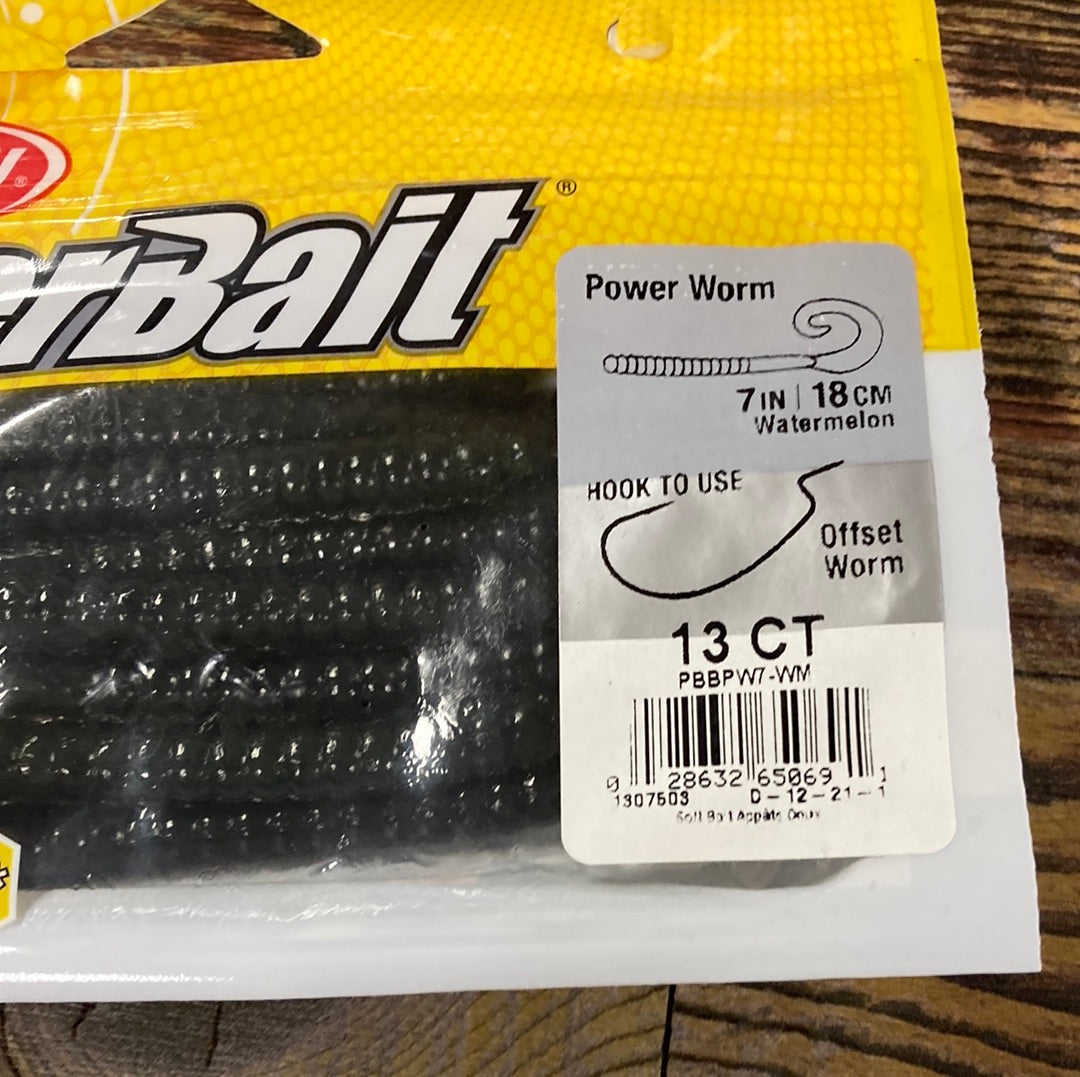 ®
erBait®
Power Worm
7IN | 18CM
Watermelon
HOOK TO USE
Offset
Worm
13 CT
PBBPW7-WM
0 28632 65069 1
1307503 D-12-21-1
Soft Bait Appâts Doux